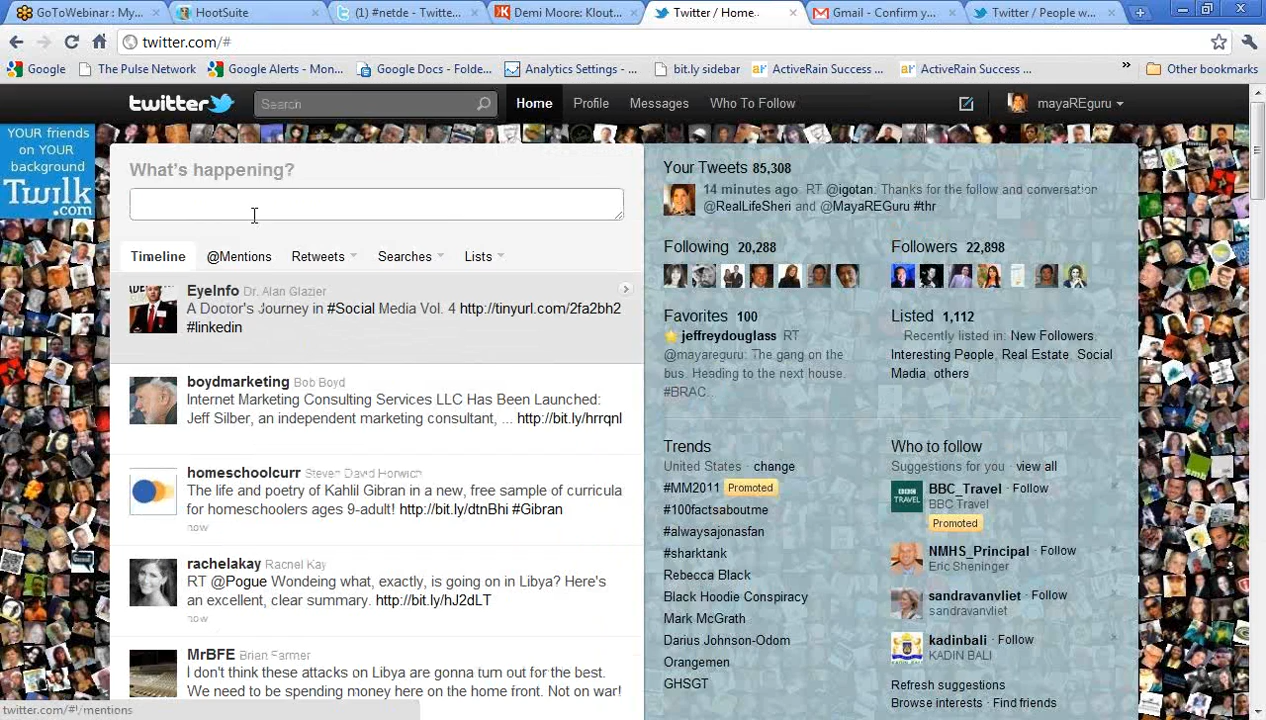 GoToWebinar : My...
HootSuite
(1) #netde - Twitte...
Demi Moore: Klout...
Twitter / Home..
Gmail - Confirm y...
Twitter / People w...
twitter.com/#
Google
The Pulse Network
Google Alerts - Mon...
Google Docs - Folde...
Analytics Settings - ...
bit.ly sidebar
ActiveRain Success ...
ActiveRain Success ...
Other bookmarks
twitter
Search
Home
Profile
Messages
Who To Follow
mayaREguru
YOUR friends
on YOUR
background
Twilk
.com
What's happening?
Timeline
@Mentions
Retweets
Searches
Lists
EyeInfo Dr. Alan Glazier
A Doctor's Journey in #Social Media Vol. 4 http://tinyurl.com/2fa2bh2
#linkedin
boydmarketing Bob Boyd
Internet Marketing Consulting Services LLC Has Been Launched:
Jeff Silber, an independent marketing consultant, ... http://bit.ly/hrrqnl
homeschoolcurr Steven David Horwich
The life and poetry of Kahlil Gibran in a new, free sample of curricula
for homeschoolers ages 9-adult! http://bit.ly/dtnBhi #Gibran
now
rachelakay Rachel Kay
RT @Pogue Wondeing what, exactly, is going on in Libya? Here's
an excellent, clear summary. http://bit.ly/hJ2dLT
now
MrBFE Brian Farmer
I don't think these attacks on Libya are gonna turn out for the best.
We need to be spending money here on the home front. Not on war!
twitter.com/#!/mentions
Your Tweets 85,308
14 minutes ago RT @igotan: Thanks for the follow and conversation
@RealLifeSheri and @MayaREGuru #thr
Following 20,288
Followers 22,898
Favorites 100
jeffreydouglass RT
@mayareguru: The gang on the
bus. Heading to the next house.
#BRAC
Listed 1,112
Recently listed in: New Followers,
Interesting People, Real Estate, Social
Media, others
Trends
United States · change
#MM2011 Promoted
#100factsaboutme
#alwaysajonasfan
#sharktank
Rebecca Black
Black Hoodie Conspiracy
Mark McGrath
Darius Johnson-Odom
Orangemen
GHSGT
Who to follow
Suggestions for you · view all
BBC_Travel · Follow
BBC Travel
Promoted
NMHS_Principal · Follow
Eric Sheninger
sandravanvliet · Follow
sandravanvliet
kadinbali · Follow
KADIN BALI
Refresh suggestions
Browse interests · Find friends